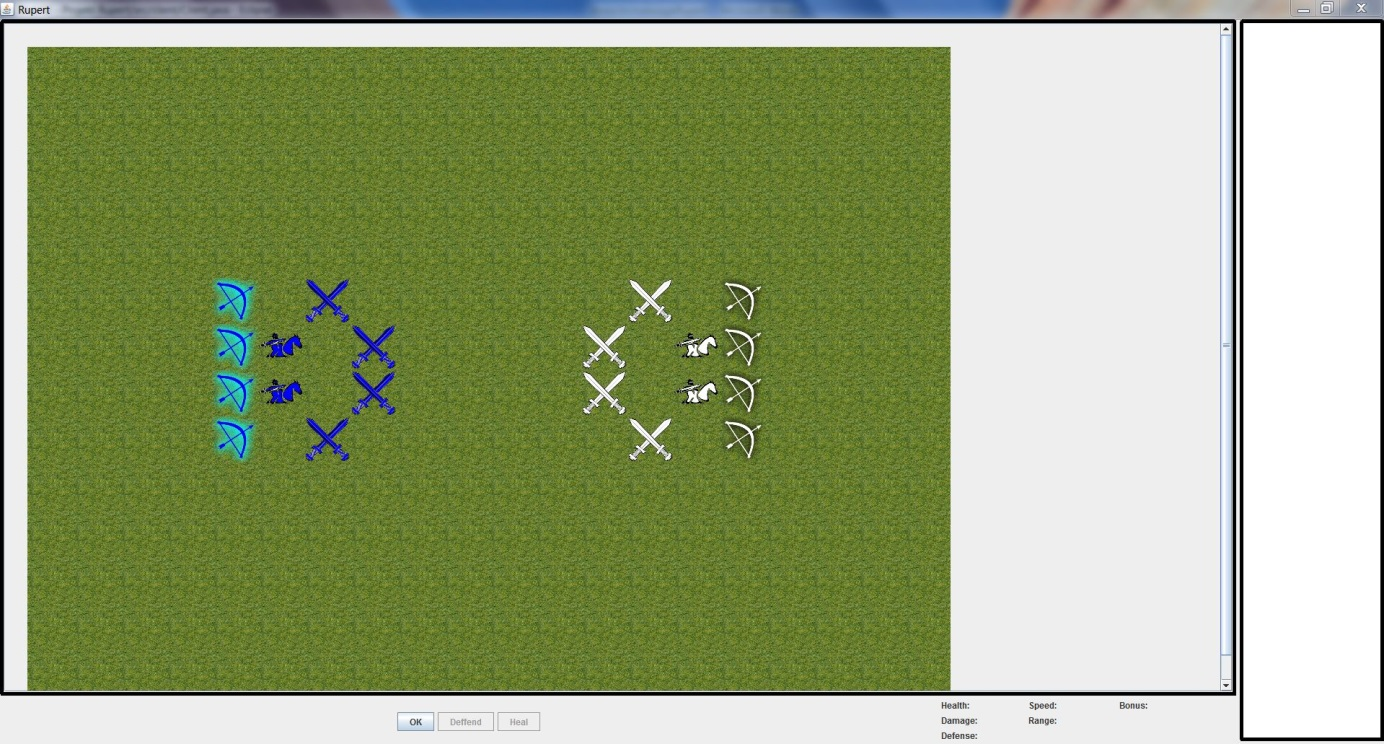 Rupert
OK Deffend Heal
Health: Speed: Bonus:
Damage: Range:
Defense: